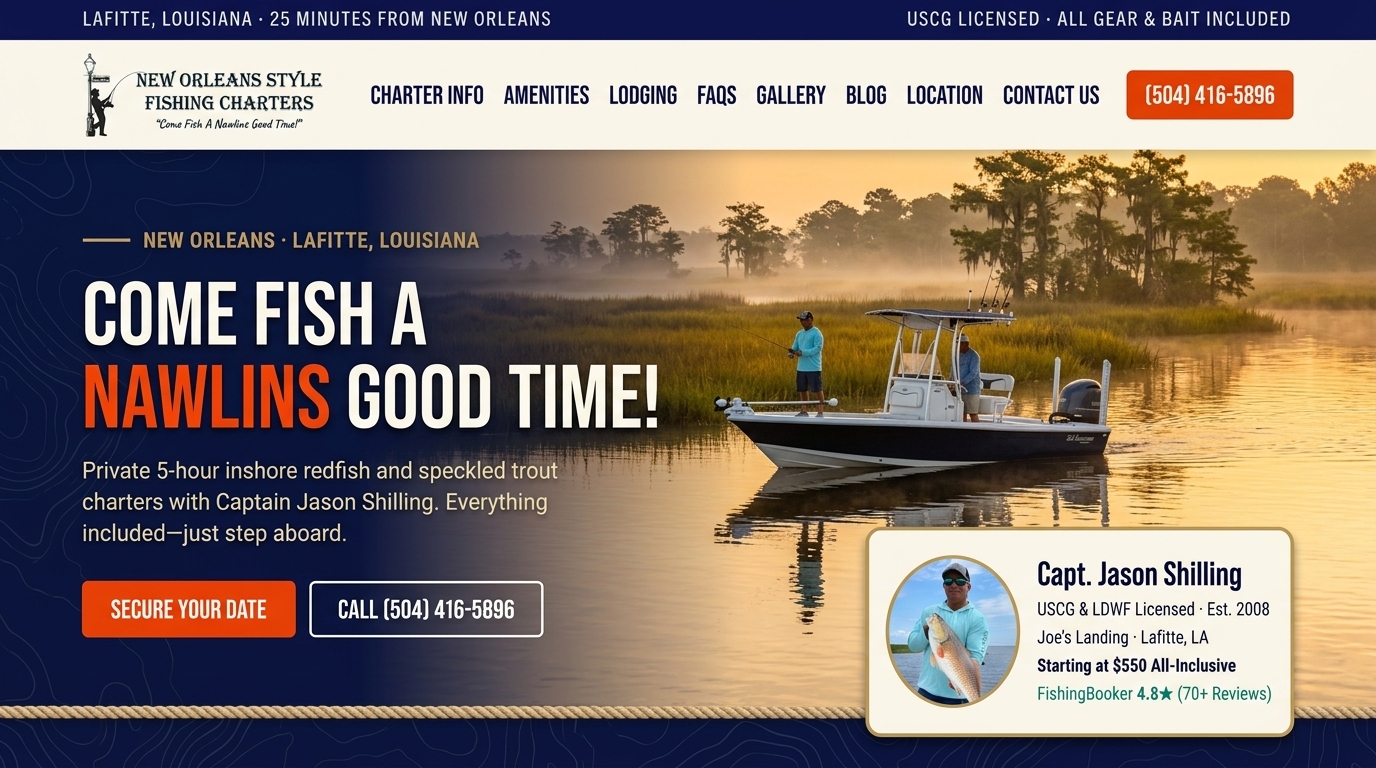 LAFITTE, LOUISIANA · 25 MINUTES FROM NEW ORLEANS
USCG LICENSED · ALL GEAR & BAIT INCLUDED
NEW ORLEANS STYLE
FISHING CHARTERS
"Come Fish A Nawline Good Time!"
CHARTER INFO
AMENITIES
LODGING
FAQS
GALLERY
BLOG
LOCATION
CONTACT US
(504) 416-5896
NEW ORLEANS · LAFITTE, LOUISIANA
COME FISH A
NAWLINS GOOD TIME!
Private 5-hour inshore redfish and speckled trout
charters with Captain Jason Shilling. Everything
included—just step aboard.
SECURE YOUR DATE
CALL (504) 416-5896
Capt. Jason Shilling
USCG & LDWF Licensed · Est. 2008
Joe's Landing · Lafitte, LA
Starting at $550 All-Inclusive
FishingBooker 4.8★ (70+ Reviews)